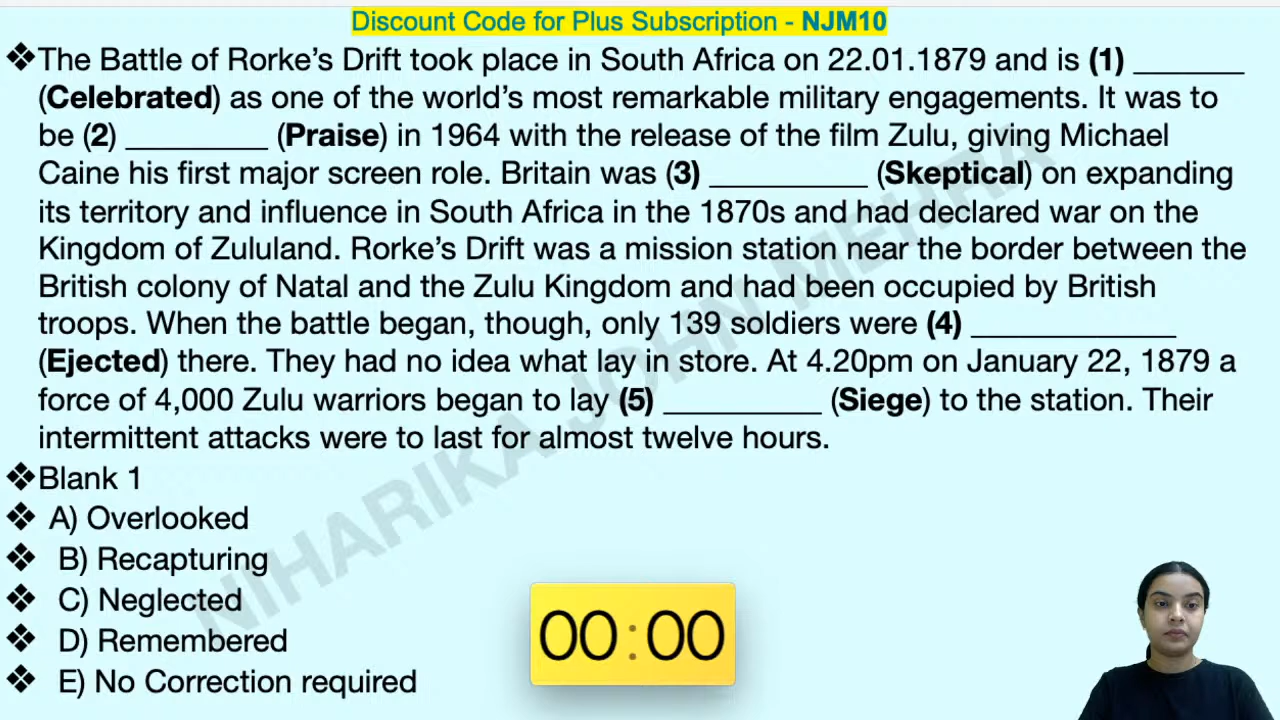 Discount Code for Plus Subscription - NJM10
❖The Battle of Rorke's Drift took place in South Africa on 22.01.1879 and is (1) _______
(Celebrated) as one of the world's most remarkable military engagements. It was to
be (2) _________ (Praise) in 1964 with the release of the film Zulu, giving Michael
Caine his first major screen role. Britain was (3) __________ (Skeptical) on expanding
its territory and influence in South Africa in the 1870s and had declared war on the
Kingdom of Zululand. Rorke's Drift was a mission station near the border between the
British colony of Natal and the Zulu Kingdom and had been occupied by British
troops. When the battle began, though, only 139 soldiers were (4) _____________
(Ejected) there. They had no idea what lay in store. At 4.20pm on January 22, 1879 a
force of 4,000 Zulu warriors began to lay (5) __________ (Siege) to the station. Their
intermittent attacks were to last for almost twelve hours.
❖Blank 1
❖ A) Overlooked
❖ B) Recapturing
❖ C) Neglected
❖ D) Remembered
❖ E) No Correction required
00:00
NIHARIKA JOHN MEHRA